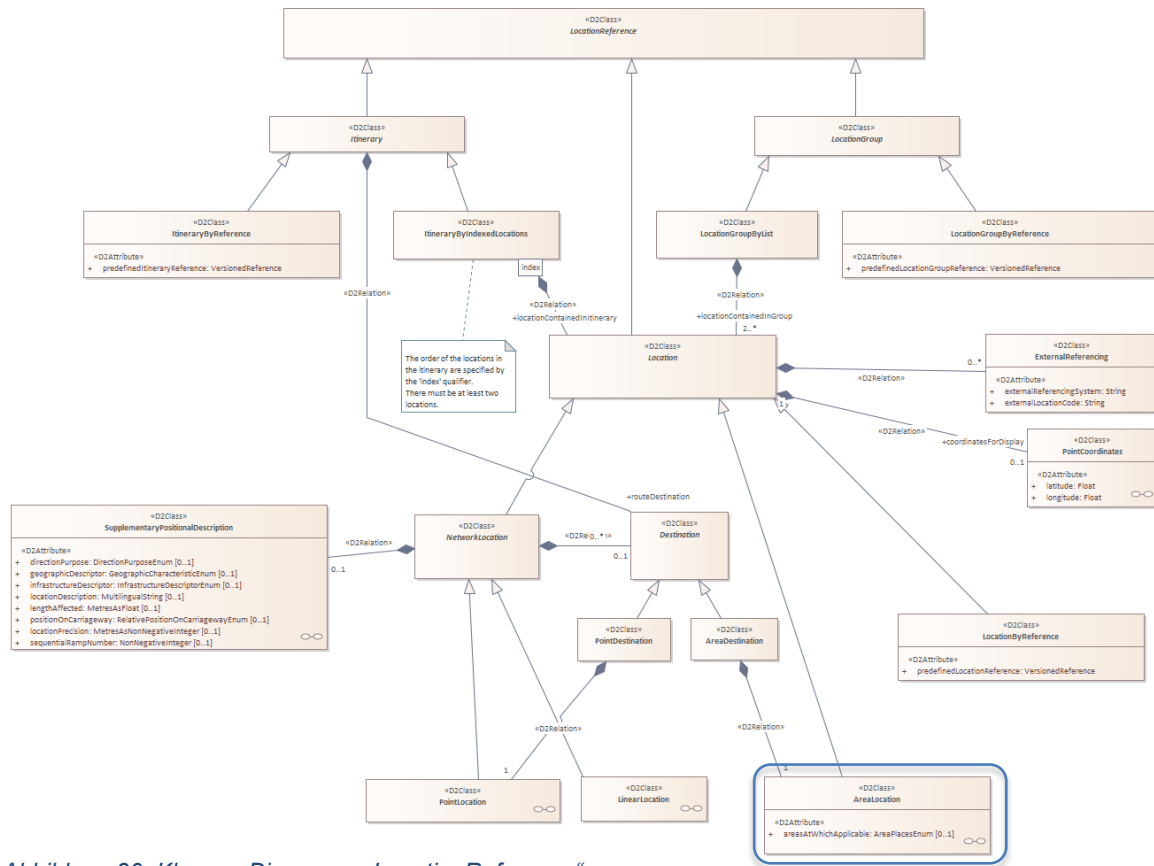 «D2Class»
LocationReference
«D2Class»
Itinerary
«D2Class»
LocationGroup
«D2Class»
ItineraryByReference
«D2Attribute»
+ predefinedItineraryReference: VersionedReference
«D2Class»
ItineraryByIndexedLocations
index
«D2Class»
LocationGroupByList
«D2Class»
LocationGroupByReference
«D2Attribute»
+ predefinedLocationGroupReference: VersionedReference
«D2Relation»
«D2Relation»
+locationContainedInItinerary
«D2Relation»
+locationContainedInGroup
2..*
The order of the locations in
the itinerary are specified by
the 'index' qualifier.
There must be at least two
locations.
«D2Class»
Location
0..*
«D2Relation»
«D2Class»
ExternalReferencing
«D2Attribute»
+ externalReferencingSystem: String
+ externalLocationCode: String
1
«D2Relation»
+coordinatesForDisplay
0..1
«D2Class»
PointCoordinates
«D2Attribute»
+ latitude: Float
+ longitude: Float
+routeDestination
«D2Class»
SupplementaryPositionalDescription
«D2Attribute»
+ directionPurpose: DirectionPurposeEnum [0..1]
+ geographicDescriptor: GeographicCharacteristicEnum [0..1]
+ infrastructureDescriptor: InfrastructureDescriptorEnum [0..1]
+ locationDescription: MultilingualString [0..1]
+ lengthAffected: MetresAsFloat [0..1]
+ positionOnCarriageway: RelativePositionOnCarriagewayEnum [0..1]
+ locationPrecision: MetresAsNonNegativeInteger [0..1]
+ sequentialRampNumber: NonNegativeInteger [0..1]
«D2Relation»
0..1
«D2Class»
NetworkLocation
«D2Rel
0..*
0..1
«D2Class»
Destination
«D2Class»
PointDestination
«D2Class»
AreaDestination
«D2Class»
LocationByReference
«D2Attribute»
+ predefinedLocationReference: VersionedReference
«D2Relation»
1
«D2Relation»
1
«D2Class»
PointLocation
«D2Class»
LinearLocation
«D2Class»
AreaLocation
«D2Attribute»
+ areasAtWhichApplicable: AreaPlacesEnum [0..1]